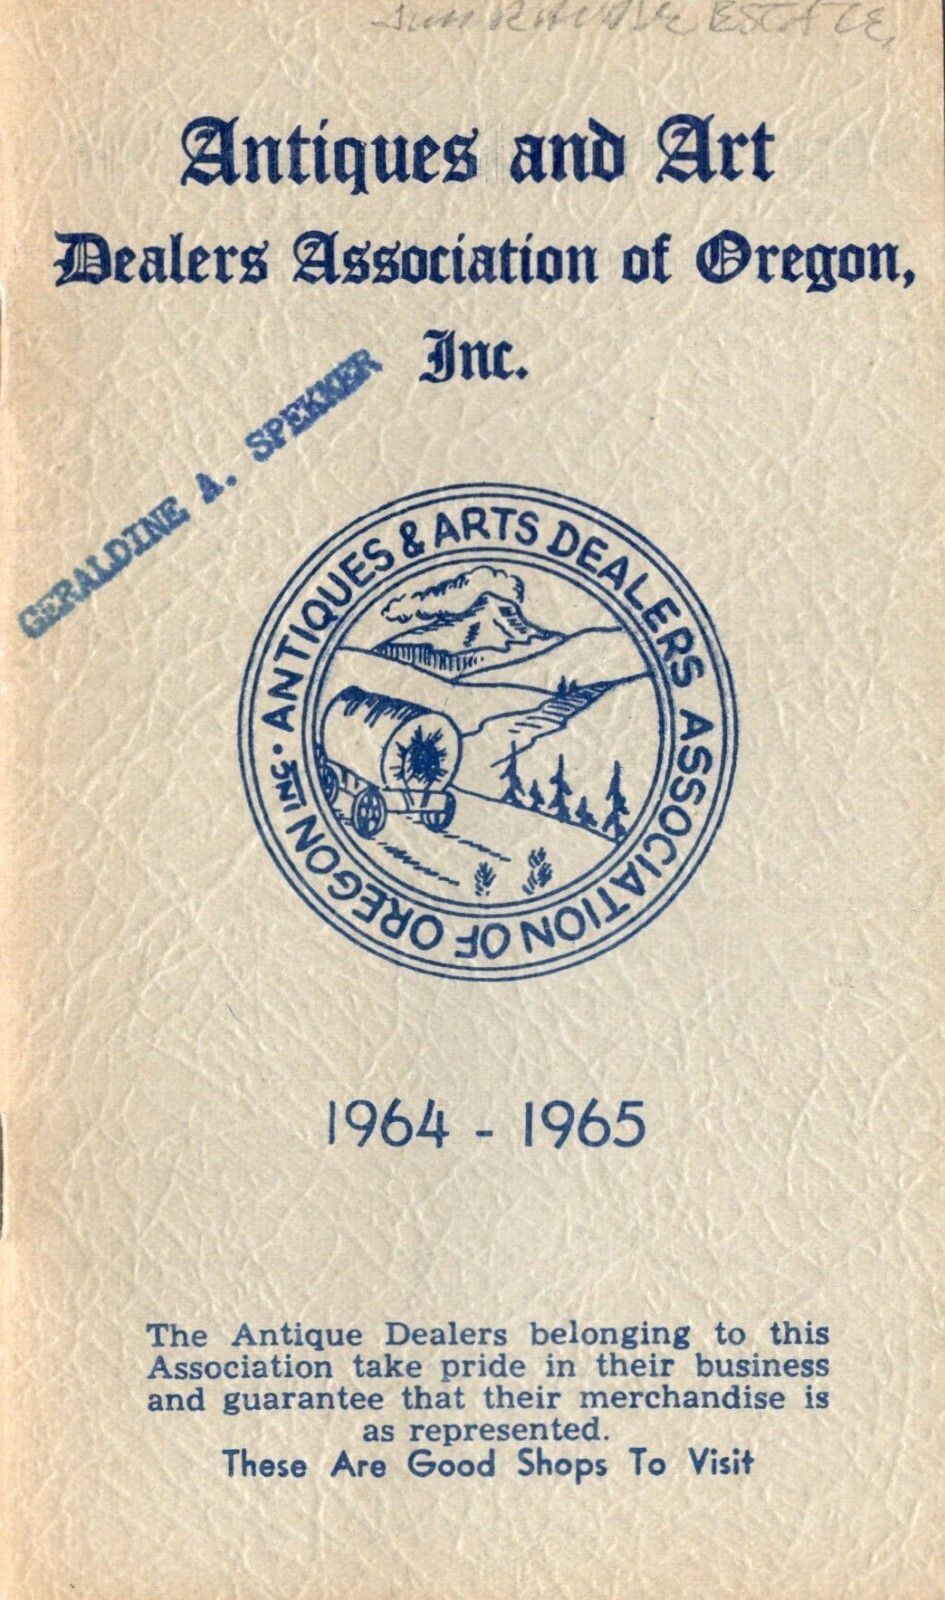 ESTATE
Antiques and Art
Dealers Association of Oregon,
Inc.
GERALDINE A. SPEKKER
ANTIQUES & ARTS DEALERS ASSOCIATION OF OREGON INC.
1964 - 1965
The Antique Dealers belonging to this
Association take pride in their business
and guarantee that their merchandise is
as represented.
These Are Good Shops To Visit